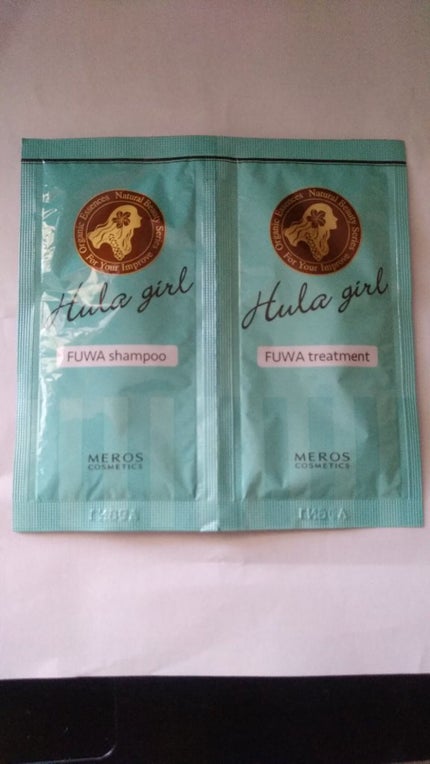 Organic Essences Natural Beauty Series
For Your Improve
Hula girl
FUWA shampoo
MEROS
COSMETICS
Organic Essences Natural Beauty Series
For Your Improve
Hula girl
FUWA treatment
MEROS
COSMETICS